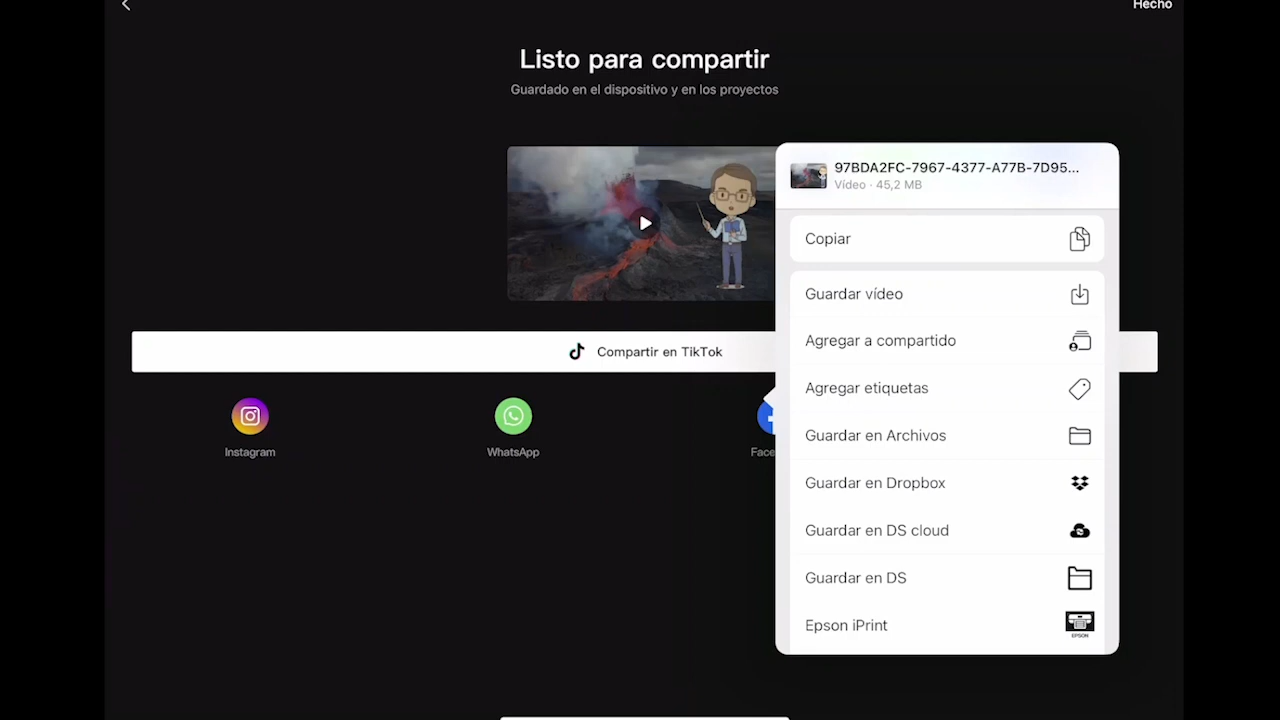 Hecho
Listo para compartir
Guardado en el dispositivo y en los proyectos
97BDA2FC-7967-4377-A77B-7D95...
Vídeo · 45,2 MB
Copiar
Guardar vídeo
Agregar a compartido
Agregar etiquetas
Guardar en Archivos
Guardar en Dropbox
Guardar en DS cloud
Guardar en DS
Epson iPrint
EPSON
Compartir en TikTok
Instagram
WhatsApp
Face